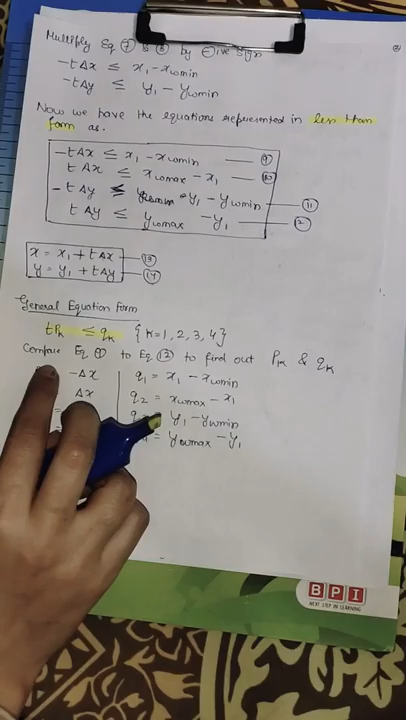 Multiply Eq ⑦ & ⑧ by -ive Sign
-tΔx ≤ x₁ - xwmin
-tΔy ≤ y₁ - ywmin
Now we have the equations represented in less than
form as.
-tΔx ≤ x₁ - xwmin — ⑨
tΔx ≤ xwmax - x₁ — ⑩
-tΔy ≤ y₁ - ywmin — ⑪
tΔy ≤ ywmax - y₁ — ⑫
x = x₁ + tΔx — ⑬
y = y₁ + tΔy — ⑭
General Equation form
tPk ≤ qk {k=1, 2, 3, 4}
Compare Eq ⑨ to Eq ⑫ to find out Pk & qk
-Δx q₁ = x₁ - xwmin
Δx q₂ = xwmax - x₁
= y₁ - ywmin
= ywmax - y₁
BPI
NEXT STEP IN LEARNING